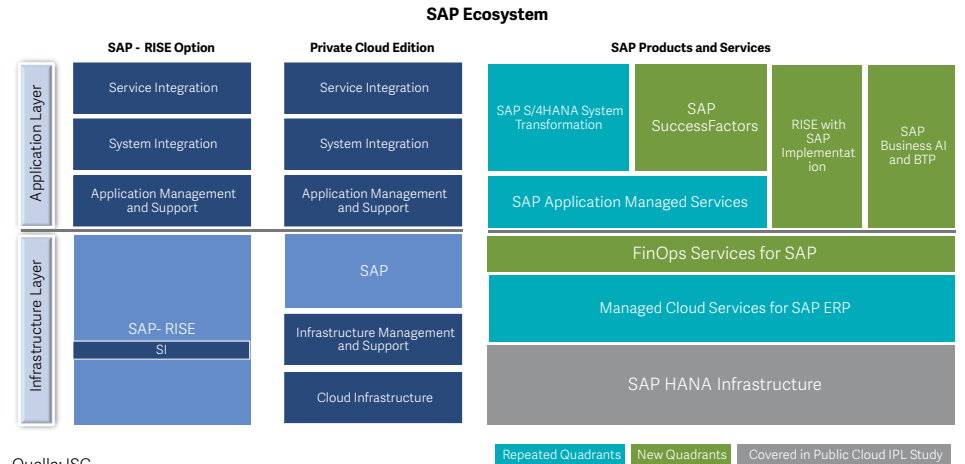 SAP Ecosystem
SAP - RISE Option
Private Cloud Edition
SAP Products and Services
Application Layer
Service Integration
System Integration
Application Management
and Support
Service Integration
System Integration
Application Management
and Support
SAP S/4HANA System
Transformation
SAP
SuccessFactors
RISE with
SAP
Implementat
ion
SAP
Business AI
and BTP
SAP Application Managed Services
Infrastructure Layer
SAP- RISE
SI
SAP
Infrastructure Management
and Support
Cloud Infrastructure
FinOps Services for SAP
Managed Cloud Services for SAP ERP
SAP HANA Infrastructure
Quelle: ISG
Repeated Quadrants
New Quadrants
Covered in Public Cloud IPL Study